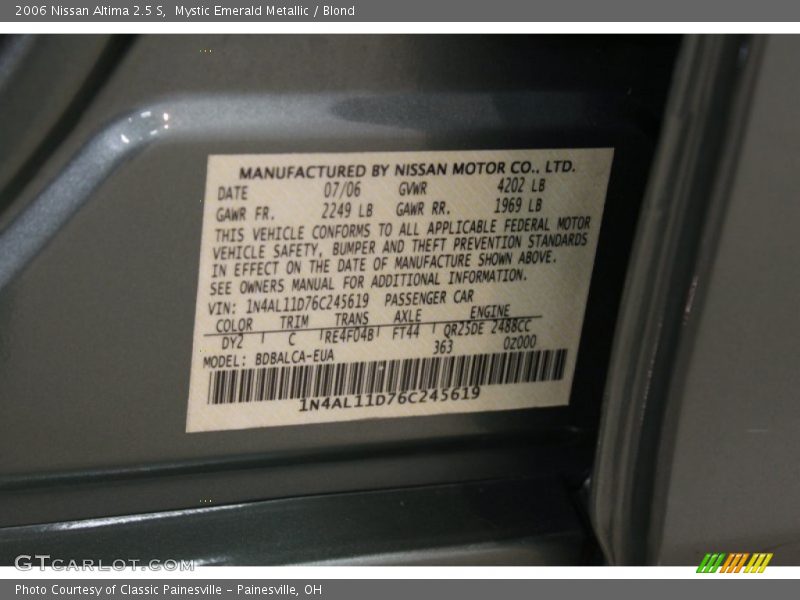 2006 Nissan Altima 2.5 S,  Mystic Emerald Metallic / Blond
MANUFACTURED BY NISSAN MOTOR CO., LTD.
DATE 07/06 GVWR 4202 LB
GAWR FR. 2249 LB GAWR RR. 1969 LB
THIS VEHICLE CONFORMS TO ALL APPLICABLE FEDERAL MOTOR
VEHICLE SAFETY, BUMPER AND THEFT PREVENTION STANDARDS
IN EFFECT ON THE DATE OF MANUFACTURE SHOWN ABOVE.
SEE OWNERS MANUAL FOR ADDITIONAL INFORMATION.
VIN: 1N4AL11D76C245619 PASSENGER CAR
COLOR TRIM TRANS AXLE ENGINE
DY2 C RE4F04B FT44 QR25DE 2488CC
MODEL: BDBALCA-EUA 363 0Z000
1N4AL11D76C245619
GTCARLOT.COM
Photo Courtesy of Classic Painesville - Painesville, OH